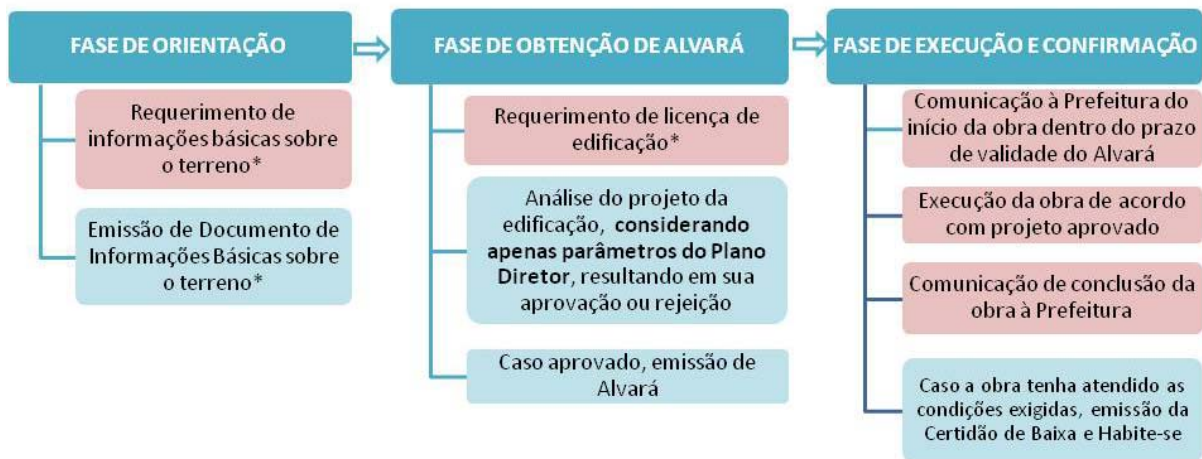 FASE DE ORIENTAÇÃO
Requerimento de
informações básicas sobre
o terreno*
Emissão de Documento de
Informações Básicas sobre
o terreno*
FASE DE OBTENÇÃO DE ALVARÁ
Requerimento de licença de
edificação*
Análise do projeto da
edificação, considerando
apenas parâmetros do Plano
Diretor, resultando em sua
aprovação ou rejeição
Caso aprovado, emissão de
Alvará
FASE DE EXECUÇÃO E CONFIRMAÇÃO
Comunicação à Prefeitura do
início da obra dentro do prazo
de validade do Alvará
Execução da obra de acordo
com projeto aprovado
Comunicação de conclusão da
obra à Prefeitura
Caso a obra tenha atendido as
condições exigidas, emissão da
Certidão de Baixa e Habite-se